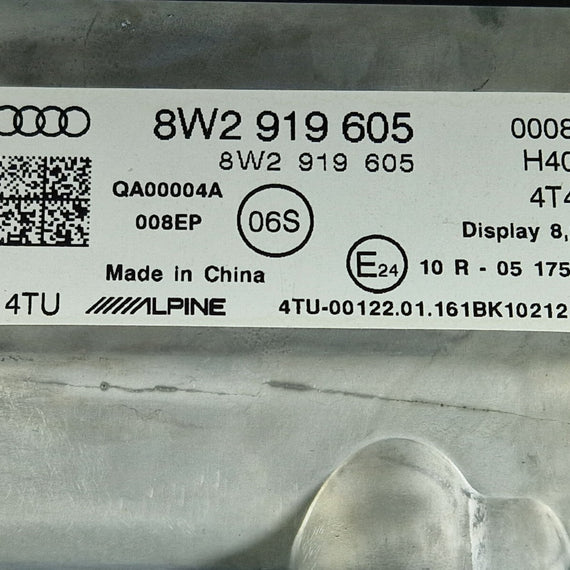 8W2 919 605 0008
8W2 919 605 H40
QA00004A 4T4
008EP 06S Display 8,
E24 10 R - 05 175
Made in China
4TU ALPINE 4TU-00122.01.161BK10212